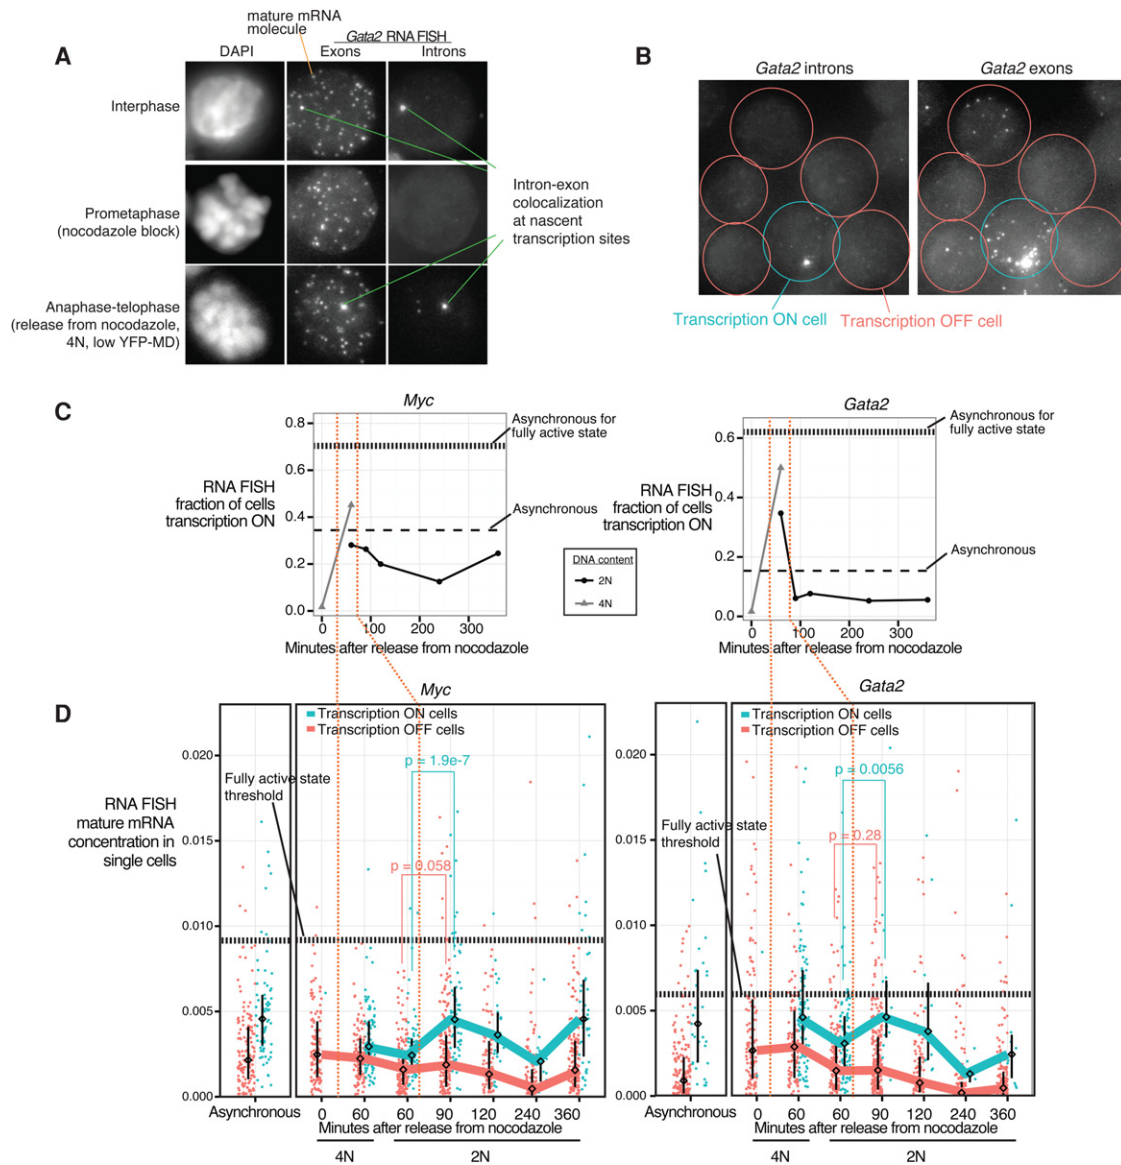 A
mature mRNA
molecule
Gata2 RNA FISH
DAPI
Exons
Introns
Interphase
Prometaphase
(nocodazole block)
Anaphase-telophase
(release from nocodazole,
4N, low YFP-MD)
Intron-exon
colocalization
at nascent
transcription sites
B
Gata2 introns
Gata2 exons
Transcription ON cell
Transcription OFF cell
C
Myc
RNA FISH
fraction of cells
transcription ON
0.8
0.6
0.4
0.2
0.0
Asynchronous for
fully active state
Asynchronous
0
100
200
300
Minutes after release from nocodazole
DNA content
2N
4N
Gata2
RNA FISH
fraction of cells
transcription ON
0.6
0.4
0.2
0.0
Asynchronous for
fully active state
Asynchronous
0
100
200
300
Minutes after release from nocodazole
D
Myc
RNA FISH
mature mRNA
concentration in
single cells
0.020
0.015
0.010
0.005
0.000
Transcription ON cells
Transcription OFF cells
p = 1.9e-7
p = 0.058
Fully active state
threshold
Asynchronous
0
60
60
90
120
240
360
Minutes after release from nocodazole
4N
2N
Gata2
0.020
0.015
0.010
0.005
0.000
Transcription ON cells
Transcription OFF cells
p = 0.0056
p = 0.28
Fully active state
threshold
Asynchronous
0
60
60
90
120
240
360
Minutes after release from nocodazole
4N
2N